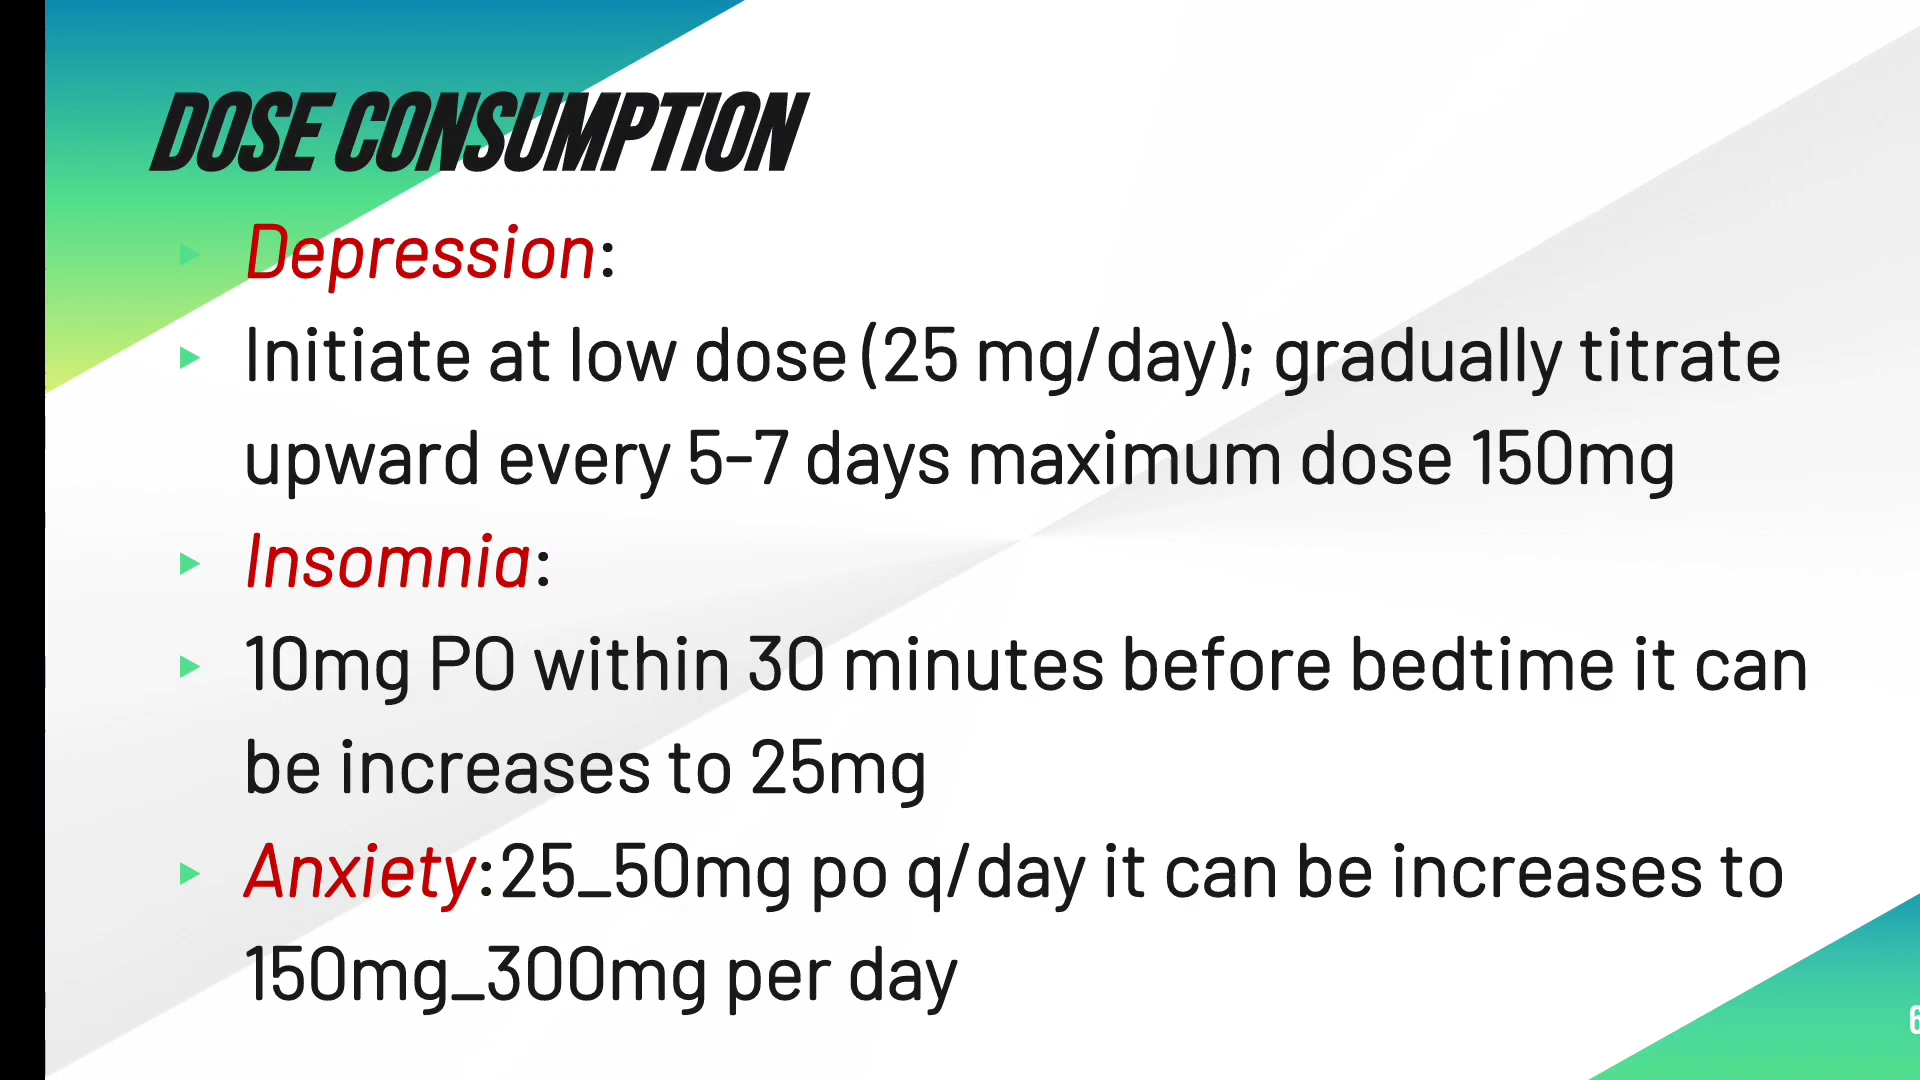 DOSE CONSUMPTION
Depression:
Initiate at low dose (25 mg/day); gradually titrate
upward every 5-7 days maximum dose 150mg
Insomnia:
10mg PO within 30 minutes before bedtime it can
be increases to 25mg
Anxiety:25_50mg po q/day it can be increases to
150mg_300mg per day
6